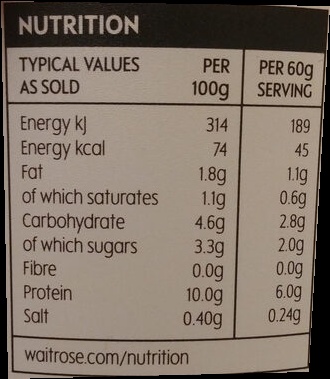 NUTRITION
TYPICAL VALUES PER PER 60g
AS SOLD 100g SERVING
Energy kJ 314 189
Energy kcal 74 45
Fat 1.8g 1.1g
of which saturates 1.1g 0.6g
Carbohydrate 4.6g 2.8g
of which sugars 3.3g 2.0g
Fibre 0.0g 0.0g
Protein 10.0g 6.0g
Salt 0.40g 0.24g
waitrose.com/nutrition